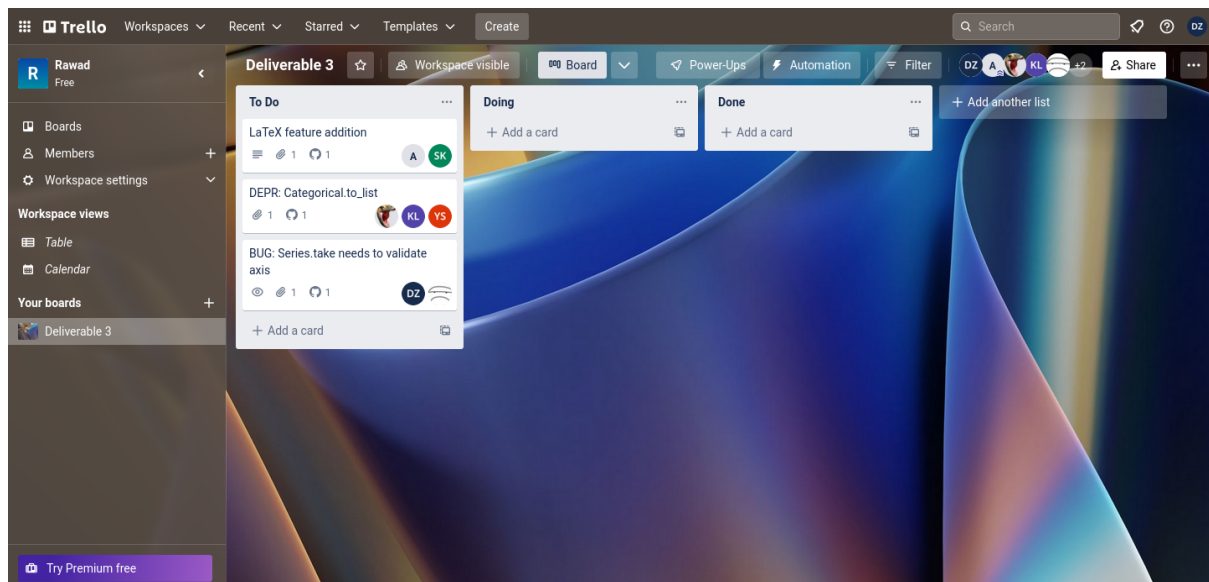 Trello
Workspaces
Recent
Starred
Templates
Create
Search
DZ
R
Rawad
Free
Boards
Members
Workspace settings
Workspace views
Table
Calendar
Your boards
Deliverable 3
Try Premium free
Deliverable 3
Workspace visible
Board
Power-Ups
Automation
Filter
DZ
A
KL
+2
Share
To Do
LaTeX feature addition
1 1
A SK
DEPR: Categorical.to_list
1 1
KL YS
BUG: Series.take needs to validate
axis
1 1
DZ
+ Add a card
Doing
+ Add a card
Done
+ Add a card
+ Add another list